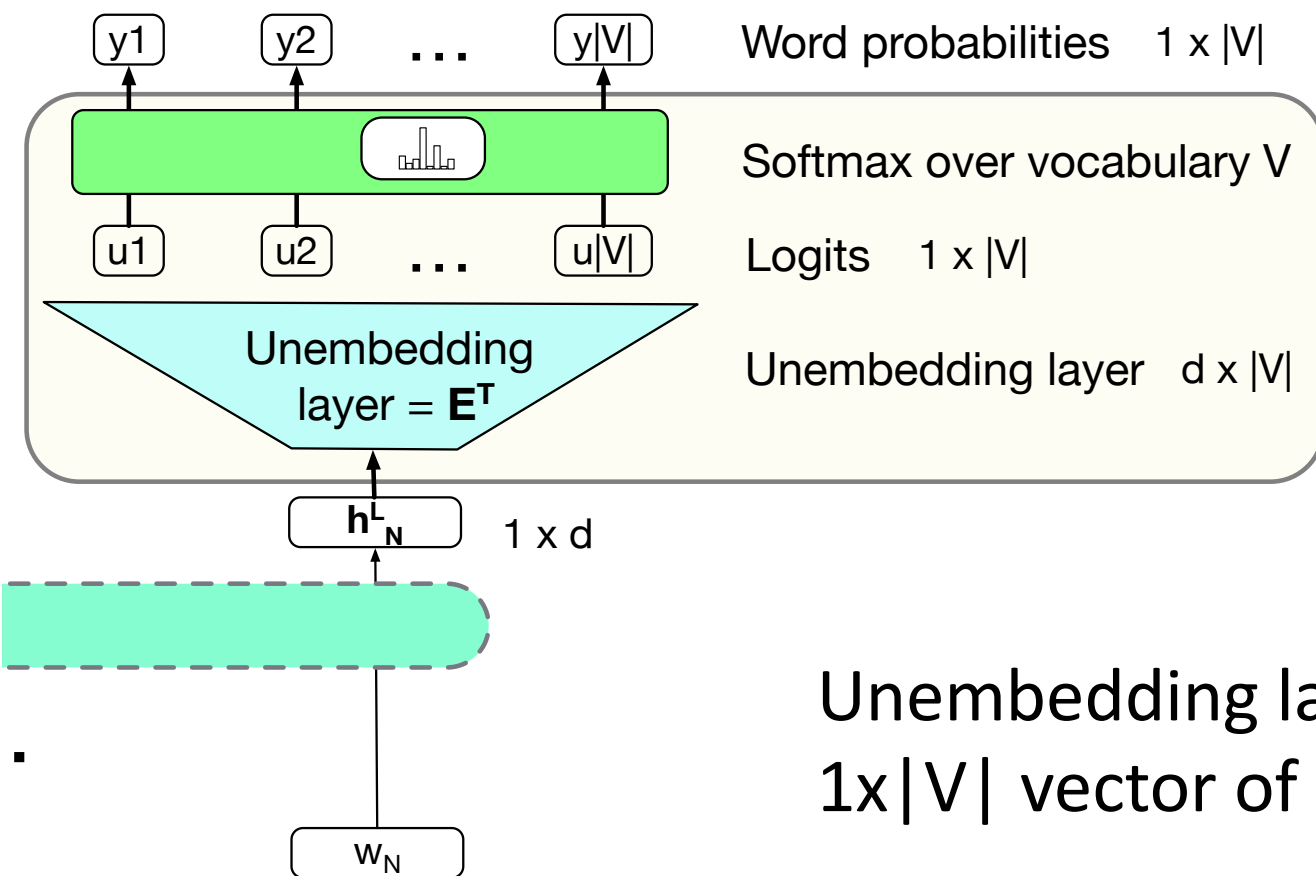 y1 y2 ... y|V| Word probabilities 1 x |V|
Softmax over vocabulary V
u1 u2 ... u|V| Logits 1 x |V|
Unembedding
layer = E^T
Unembedding layer d x |V|
h^L_N 1 x d
Unembedding la
. 1x|V| vector of
w_N